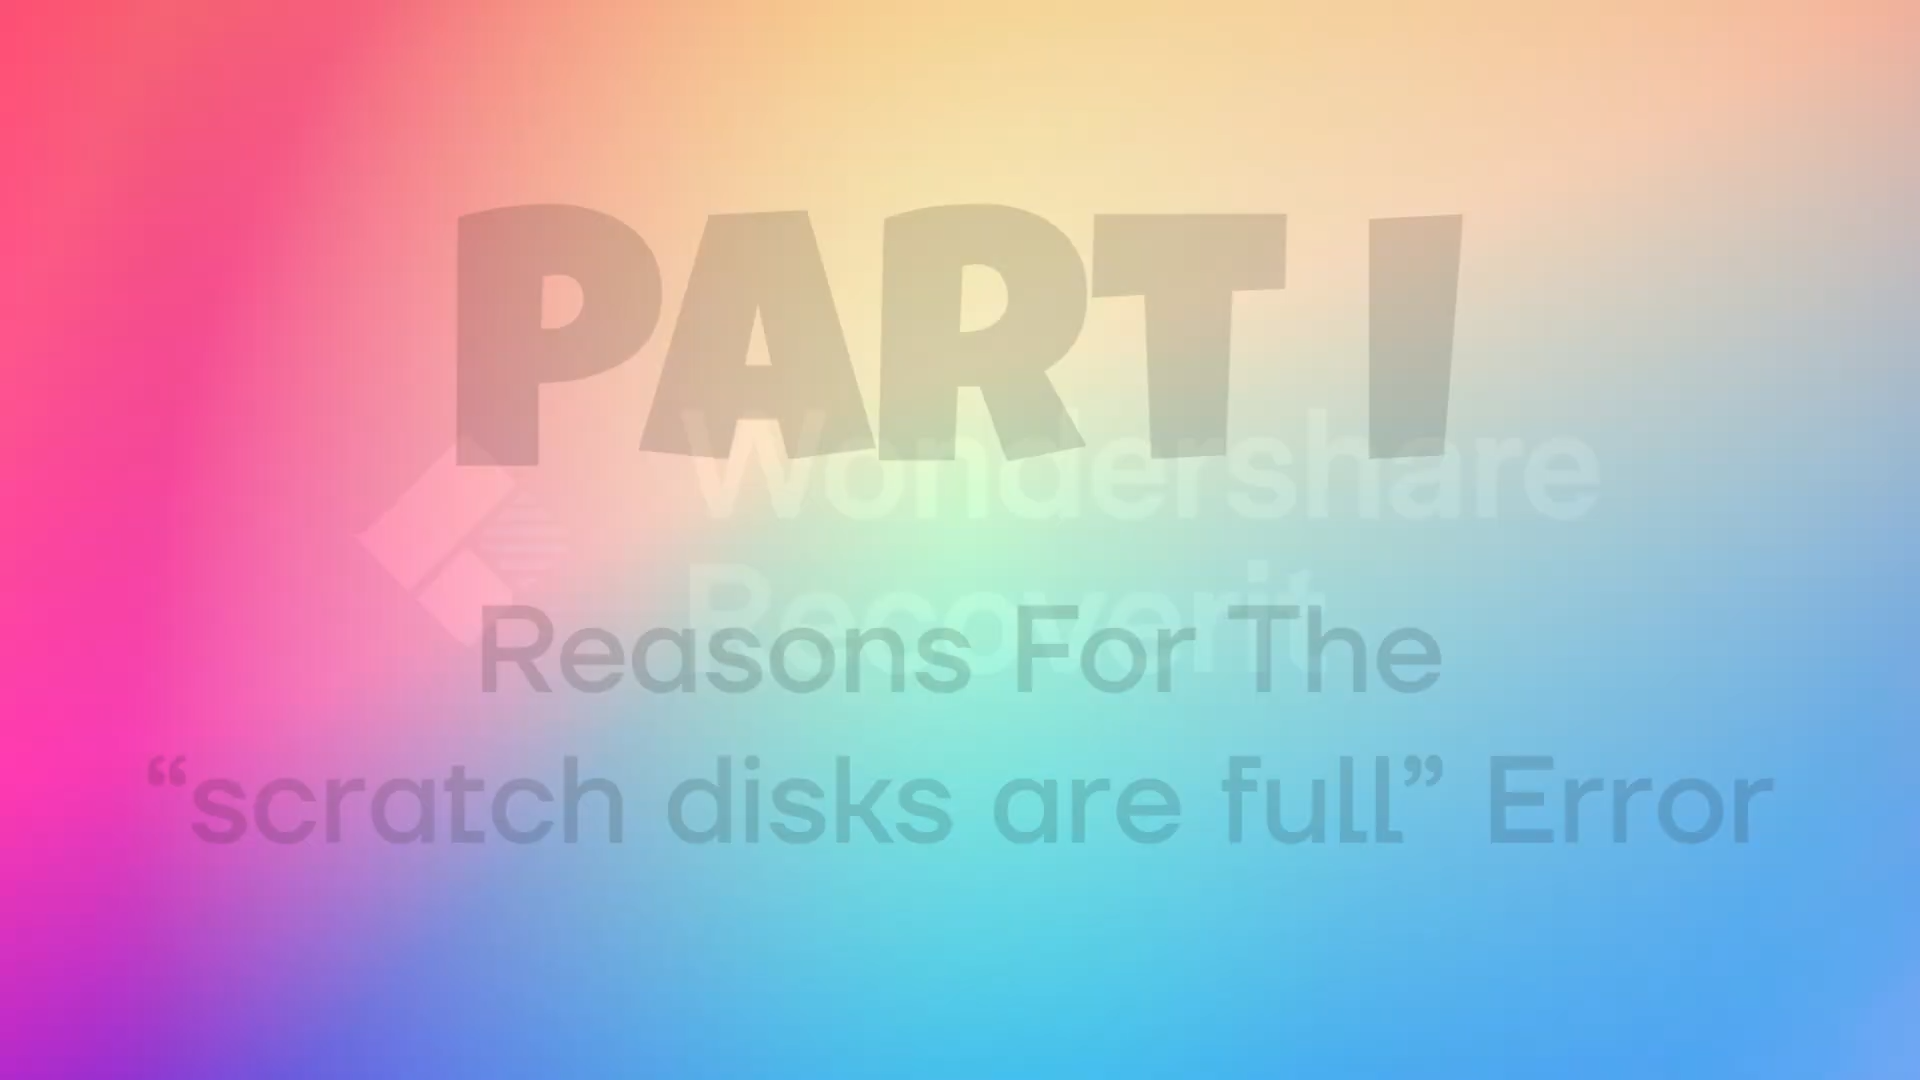 PART I
Wondershare
Recoverit
Reasons For The
“scratch disks are full” Error